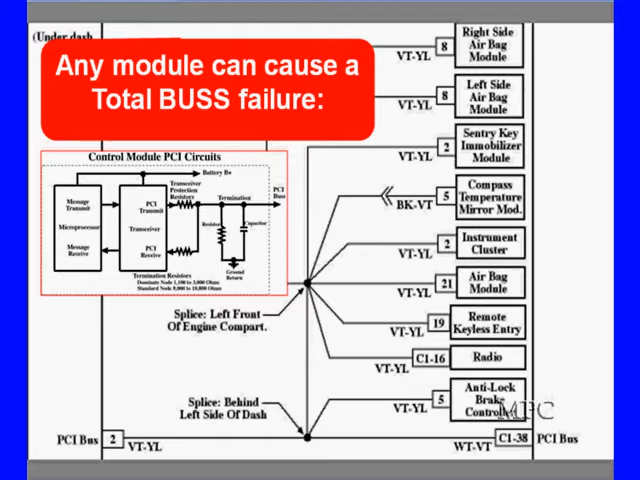 (Under dash
Any module can cause a
Total BUSS failure:
Control Module PCI Circuits
Battery B+
Transceiver
Protection
Resistors
Termination
PCI
Buss
Message
Transmit
Microprocessor
Message
Receive
PCI
Transmit
Transceiver
PCI
Receive
Resistor
Capacitor
Ground
Return
Termination Resistors
Dominate Node 1,100 to 3,000 Ohms
Standard Node 8,000 to 10,800 Ohms
VT-YL
8
Right Side
Air Bag
Module
VT-YL
8
Left Side
Air Bag
Module
VT-YL
2
Sentry Key
Immobilizer
Module
BK-VT
5
Compass
Temperature
Mirror Mod.
VT-YL
2
Instrument
Cluster
VT-YL
21
Air Bag
Module
VT-YL
19
Remote
Keyless Entry
VT-YL
C1-16
Radio
VT-YL
5
Anti-Lock
Brake
Controller
MPC
Splice: Left Front
Of Engine Compart.
Splice: Behind
Left Side Of Dash
PCI Bus
2
VT-YL
WT-VT
C1-38
PCI Bus